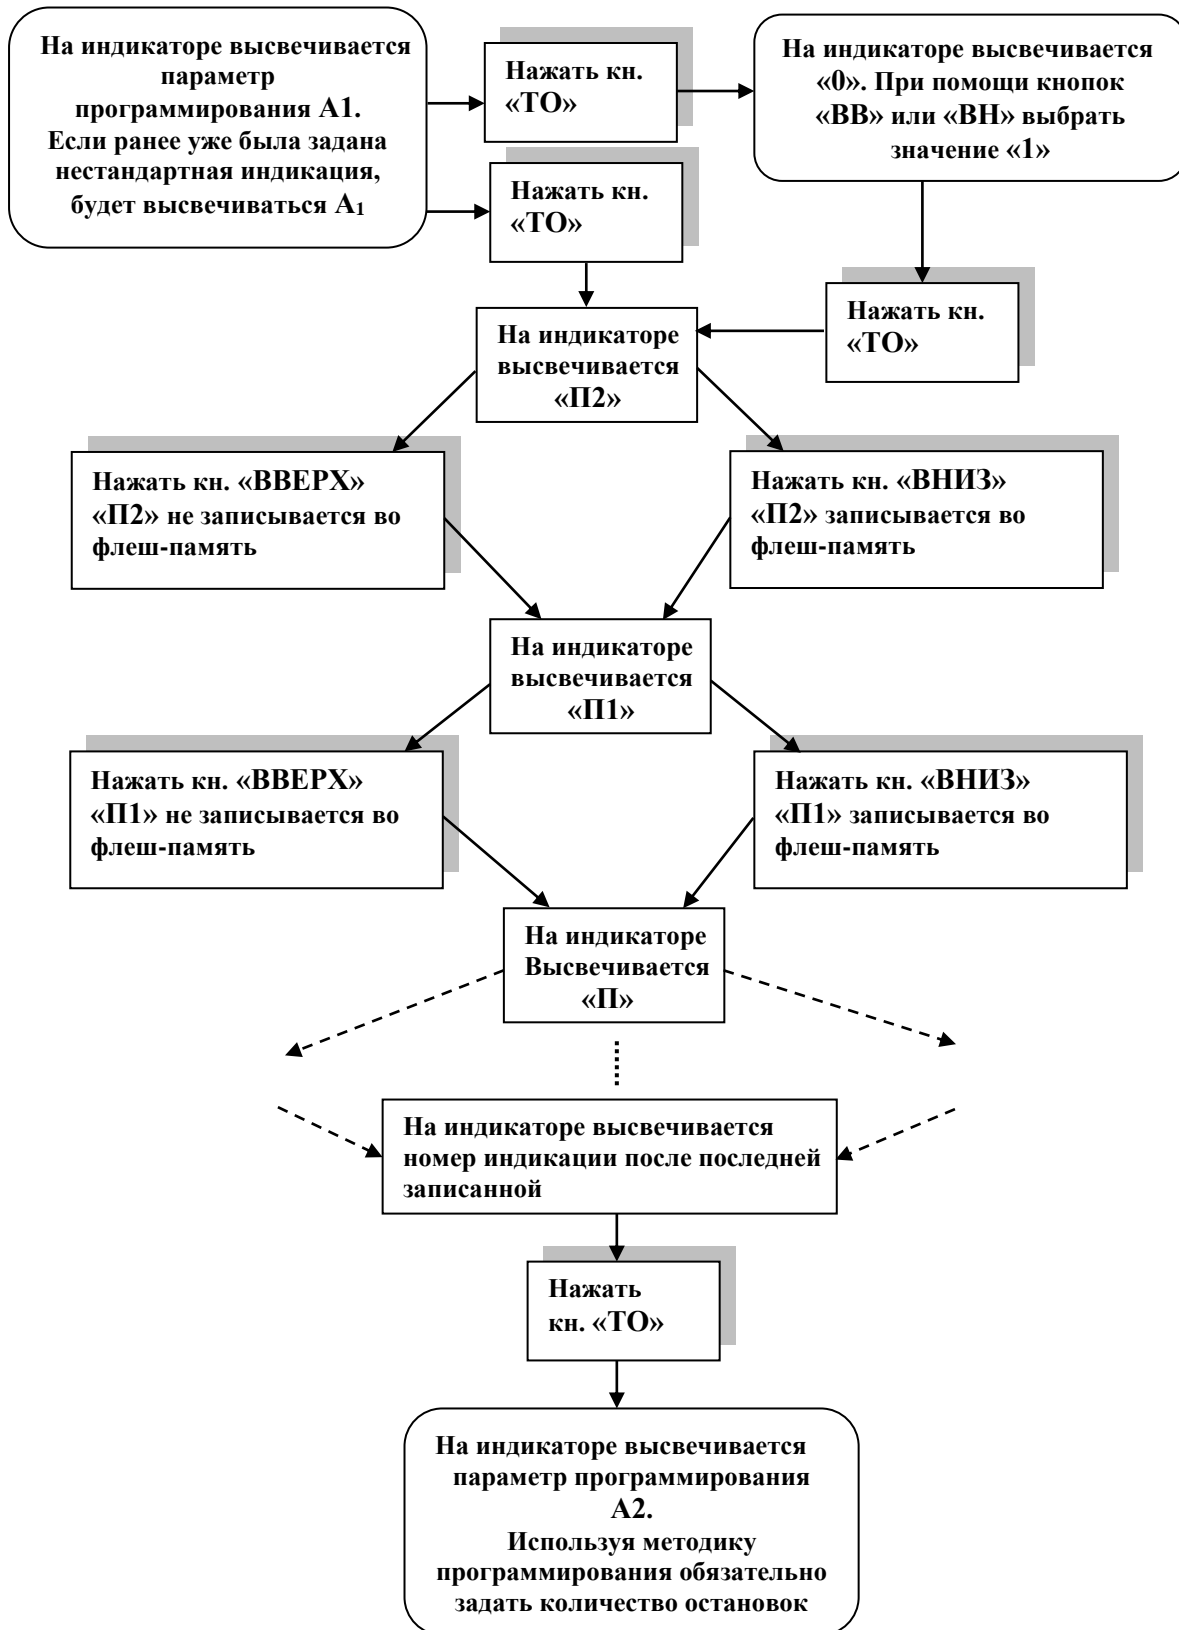 На индикаторе высвечивается
параметр
программирования А1.
Если ранее уже была задана
нестандартная индикация,
будет высвечиваться А₁
Нажать кн.
«ТО»
На индикаторе высвечивается
«0». При помощи кнопок
«ВВ» или «ВН» выбрать
значение «1»
Нажать кн.
«ТО»
Нажать кн.
«ТО»
На индикаторе
высвечивается
«П2»
Нажать кн. «ВВЕРХ»
«П2» не записывается во
флеш-память
Нажать кн. «ВНИЗ»
«П2» записывается во
флеш-память
На индикаторе
высвечивается
«П1»
Нажать кн. «ВВЕРХ»
«П1» не записывается во
флеш-память
Нажать кн. «ВНИЗ»
«П1» записывается во
флеш-память
На индикаторе
Высвечивается
«П»
На индикаторе высвечивается
номер индикации после последней
записанной
Нажать
кн. «ТО»
На индикаторе высвечивается
параметр программирования
А2.
Используя методику
программирования обязательно
задать количество остановок